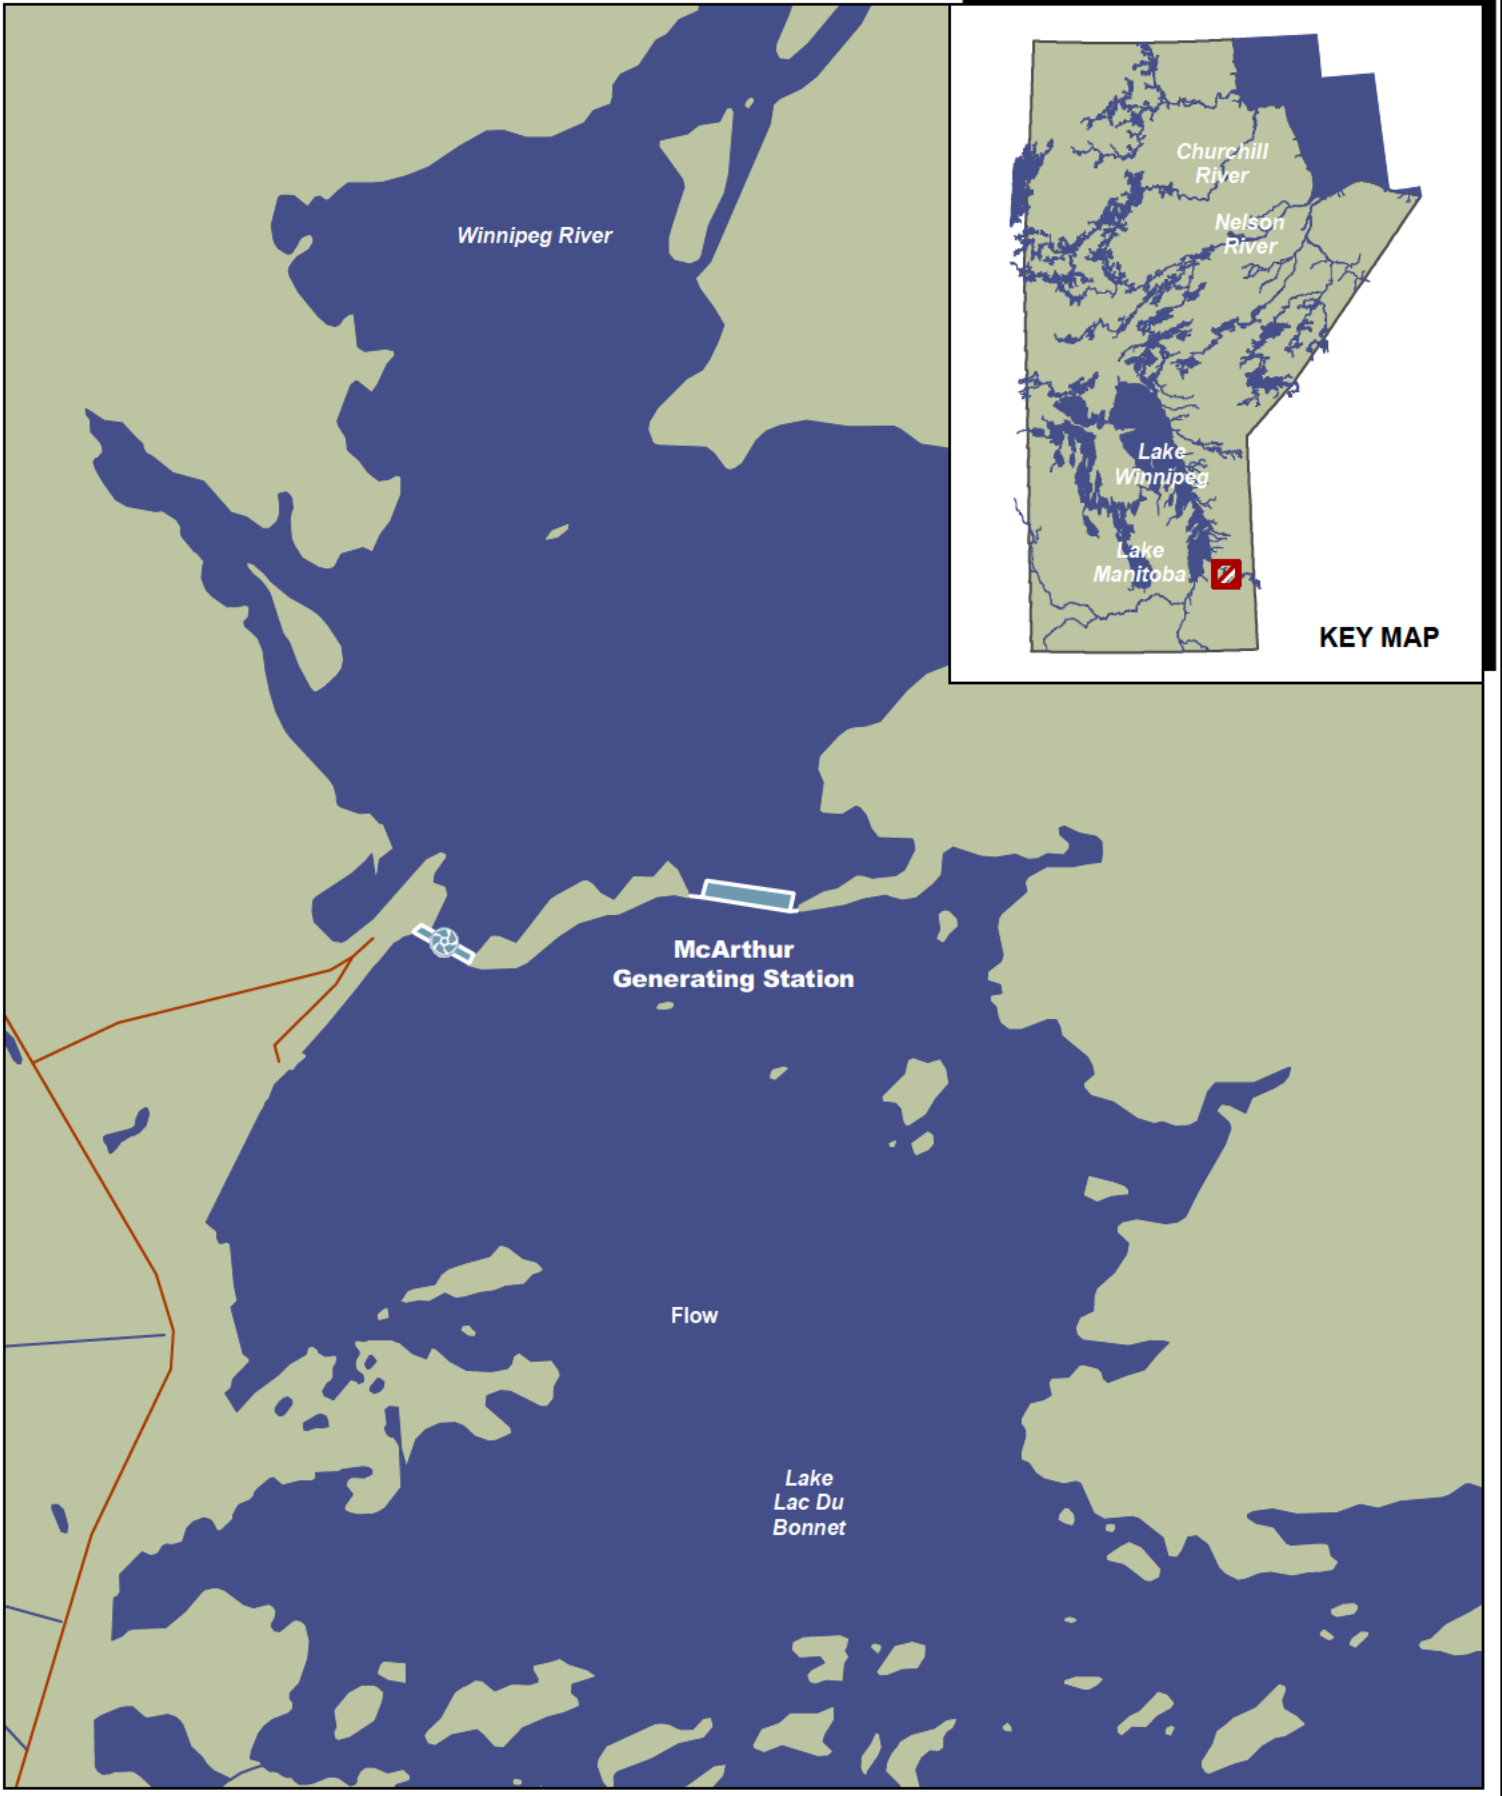 Winnipeg River
Churchill
River
Nelson
River
Lake
Winnipeg
Lake
Manitoba
KEY MAP
McArthur
Generating Station
Flow
Lake
Lac Du
Bonnet